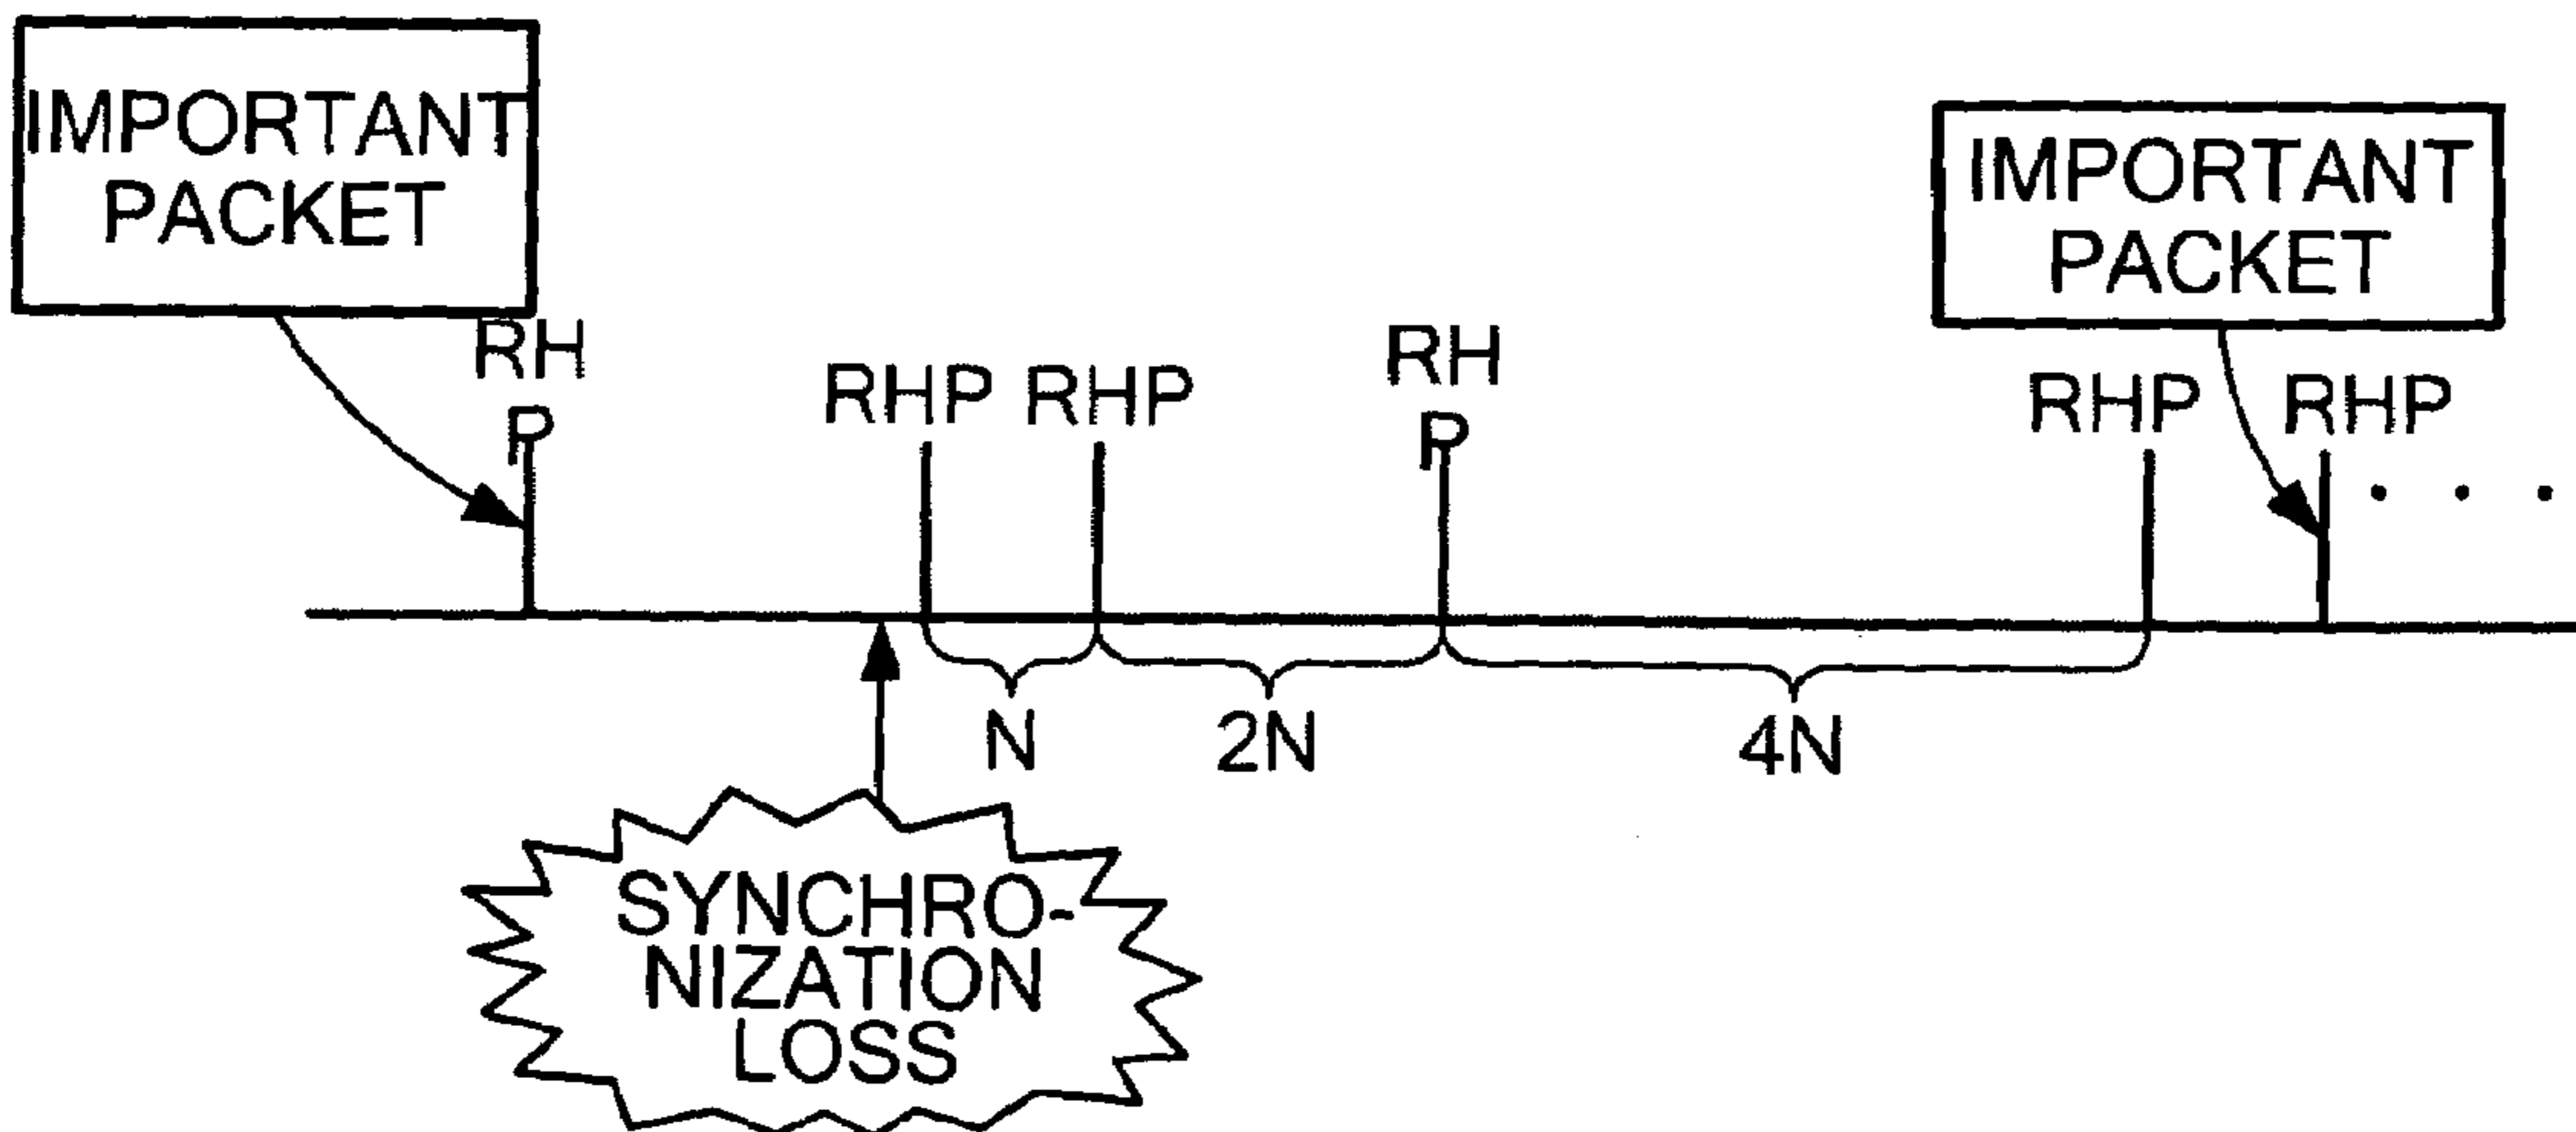 IMPORTANT
PACKET
IMPORTANT
PACKET
RH
P
RHP
RHP
RH
P
RHP
RHP
. . .
N
2N
4N
SYNCHRO-
NIZATION
LOSS